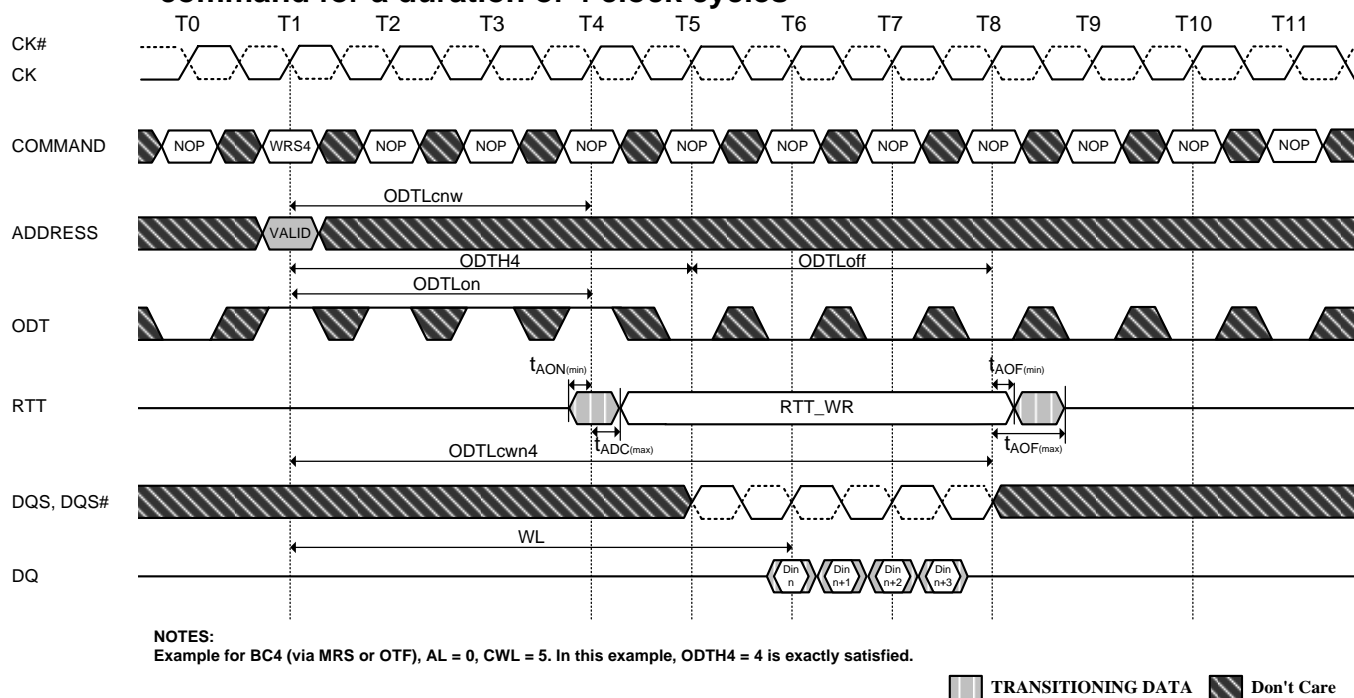 command for a duration of 4 clock cycles
T0 T1 T2 T3 T4 T5 T6 T7 T8 T9 T10 T11
CK#
CK
COMMAND NOP WRS4 NOP NOP NOP NOP NOP NOP NOP NOP NOP NOP
ODTLcnw
ADDRESS VALID
ODTH4 ODTLoff
ODTLon
ODT
tAON(min) tAOF(min)
RTT RTT_WR
tADC(max) tAOF(max)
ODTLcwn4
DQS, DQS#
WL
DQ Din n Din n+1 Din n+2 Din n+3
NOTES:
Example for BC4 (via MRS or OTF), AL = 0, CWL = 5. In this example, ODTH4 = 4 is exactly satisfied.
TRANSITIONING DATA Don't Care